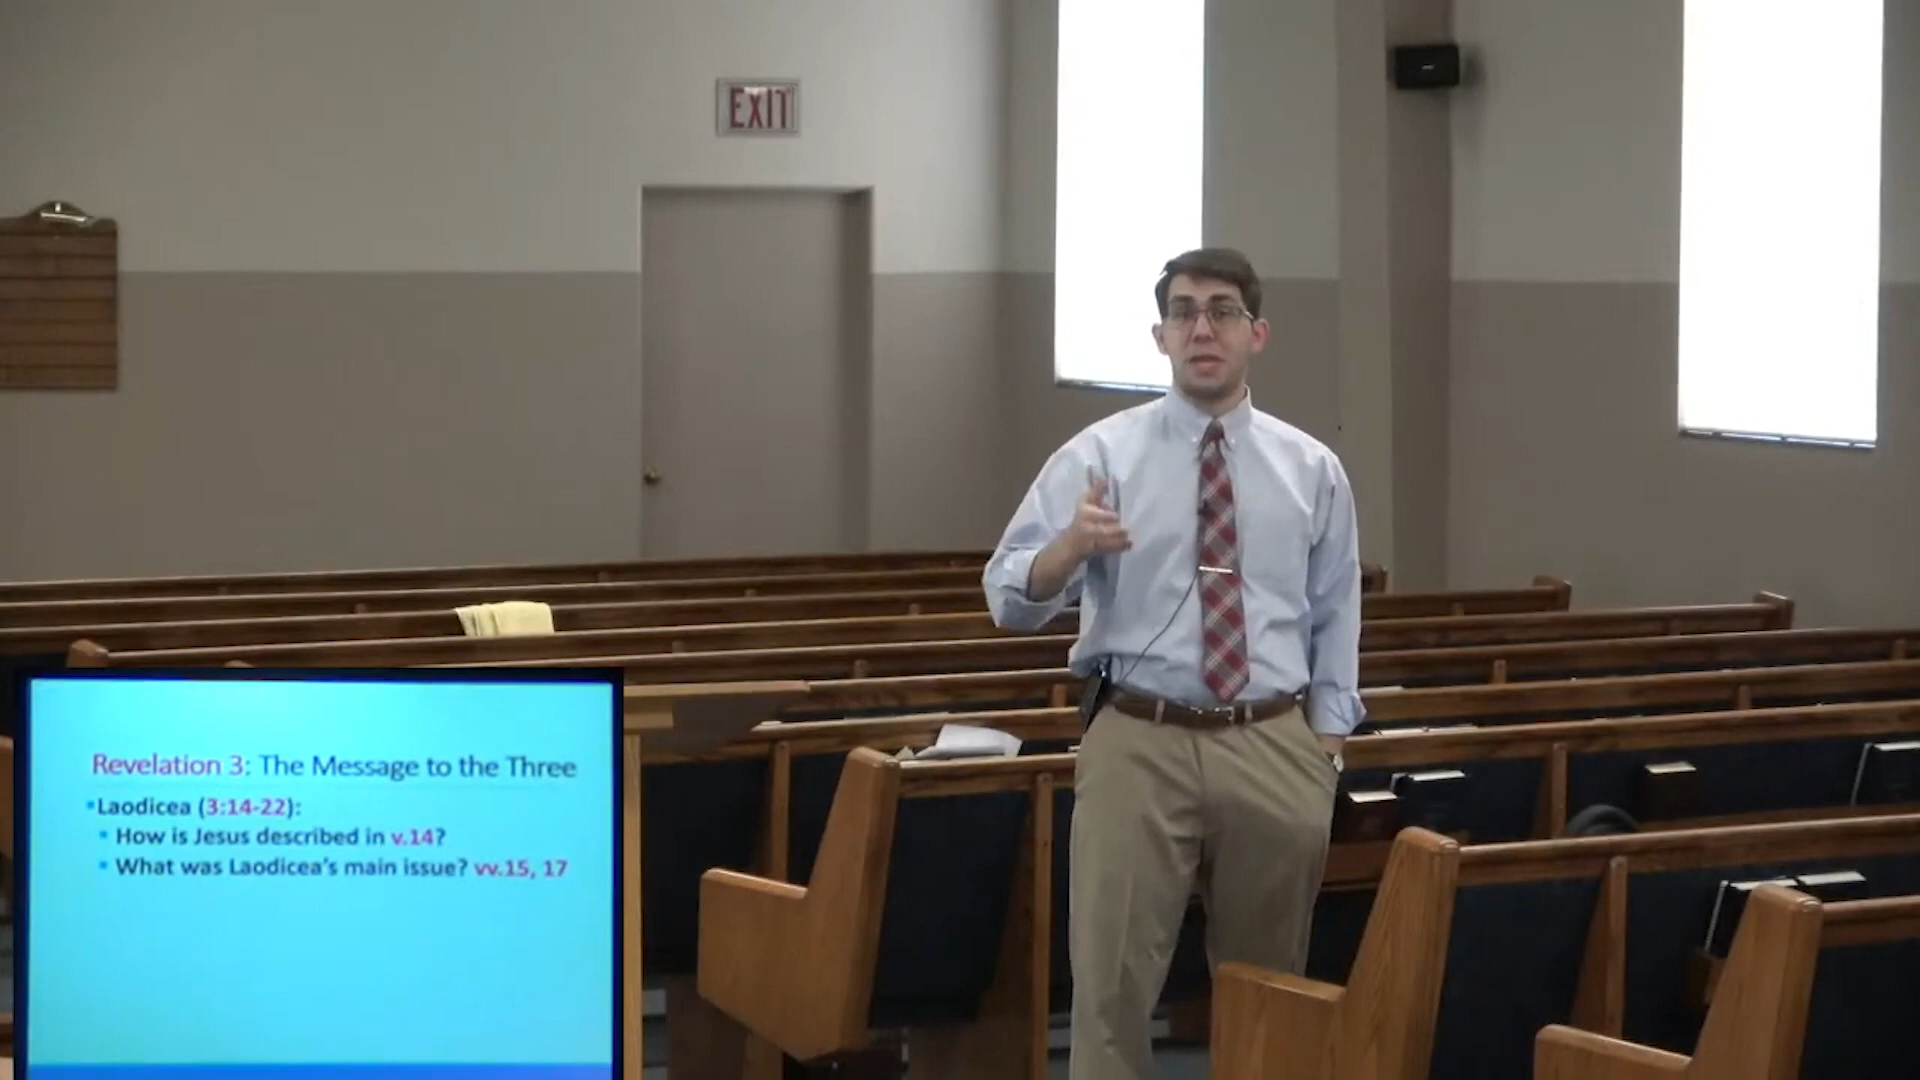 EXIT
Revelation 3: The Message to the Three
▪Laodicea (3:14-22):
▪ How is Jesus described in v.14?
▪ What was Laodicea's main issue? vv.15, 17